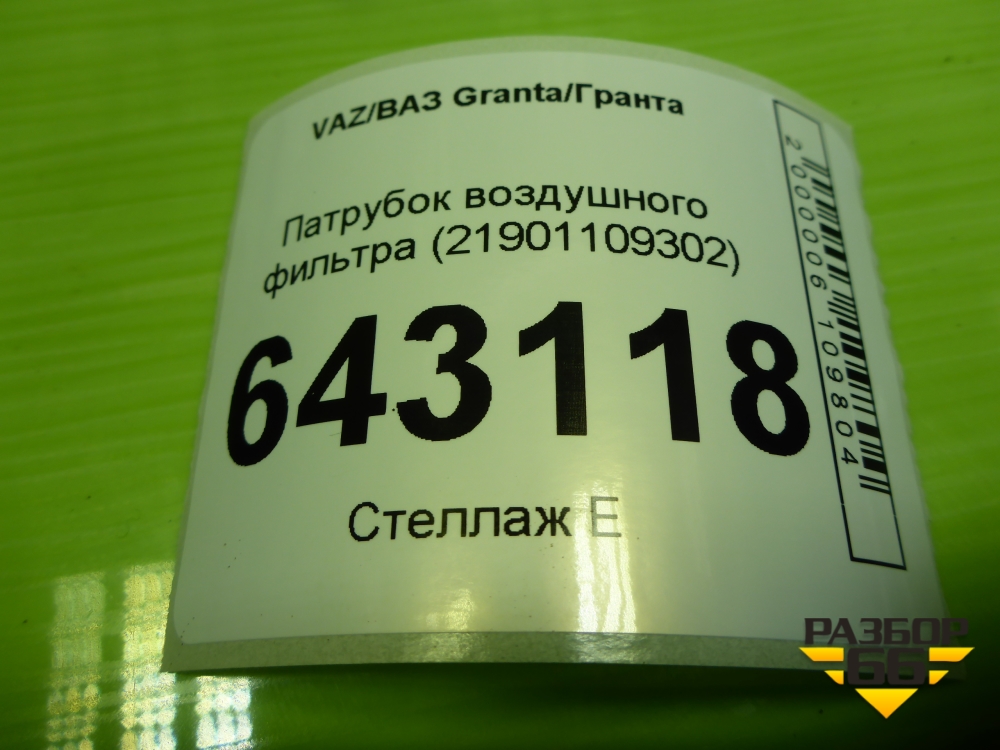 VAZ/ВАЗ Granta/Гранта
Патрубок воздушного
фильтра (21901109302)
643118
Стеллаж Е
2000006109804
РАЗБОР
66